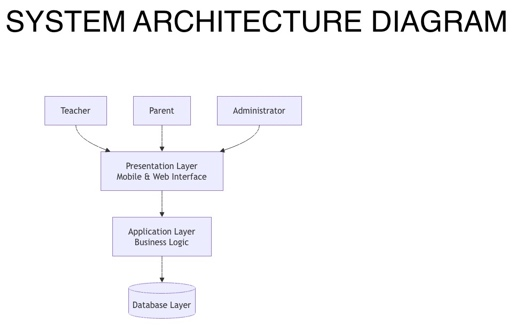 SYSTEM ARCHITECTURE DIAGRAM
Teacher
Parent
Administrator
Presentation Layer
Mobile & Web Interface
Application Layer
Business Logic
Database Layer